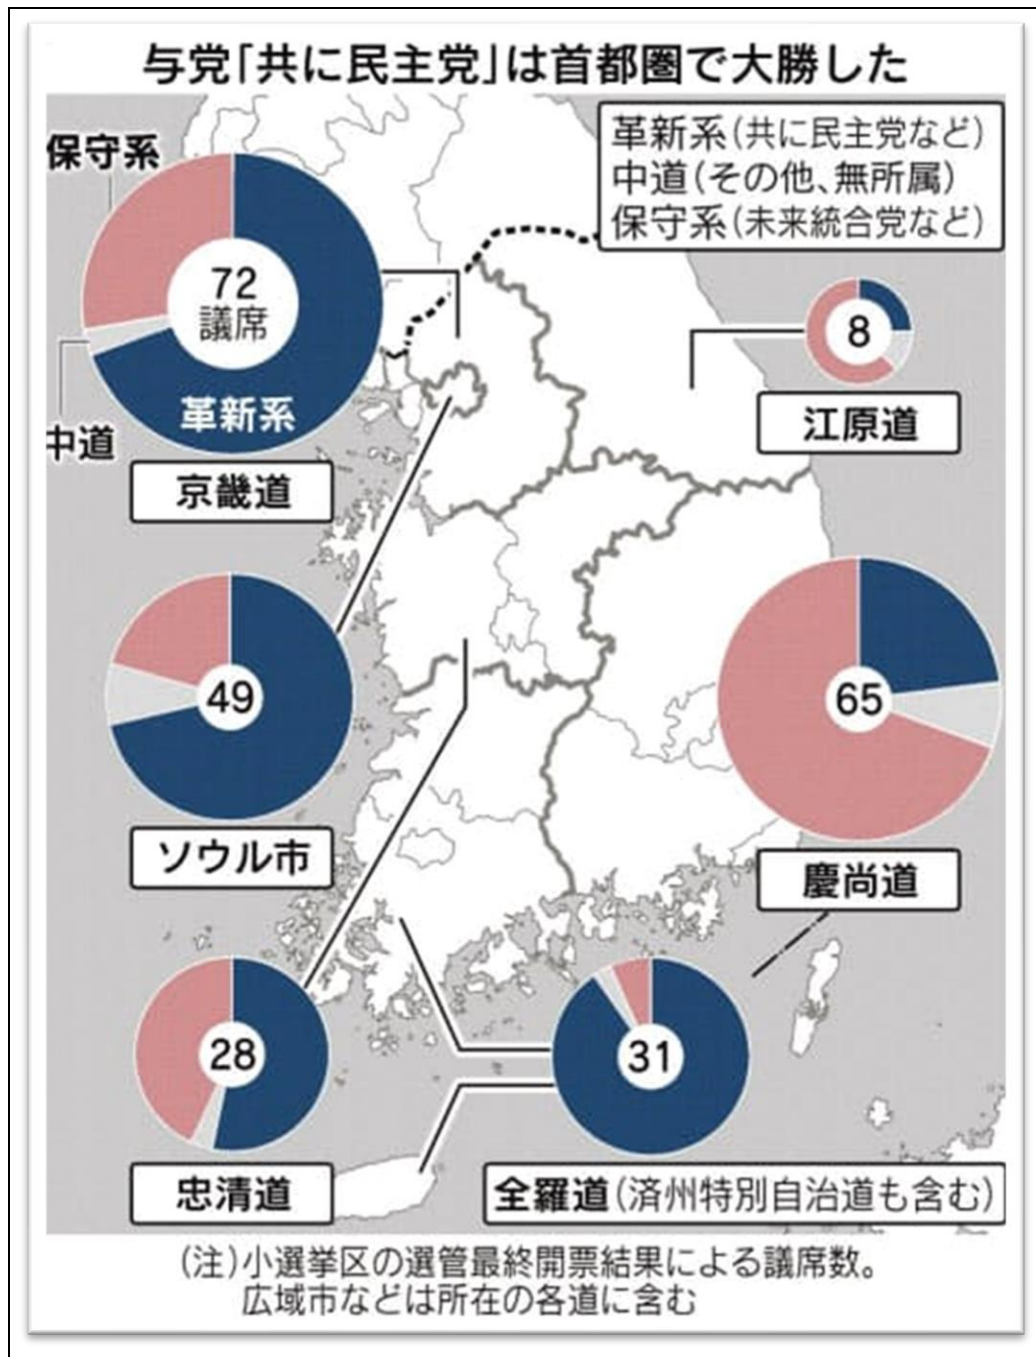 与党「共に民主党」は首都圏で大勝した
革新系(共に民主党など)
中道(その他、無所属)
保守系(未来統合党など)
保守系
72
議席
革新系
中道
京畿道
8
江原道
49
ソウル市
65
慶尚道
28
忠清道
31
全羅道(済州特別自治道も含む)
(注)小選挙区の選管最終開票結果による議席数。
広域市などは所在の各道に含む